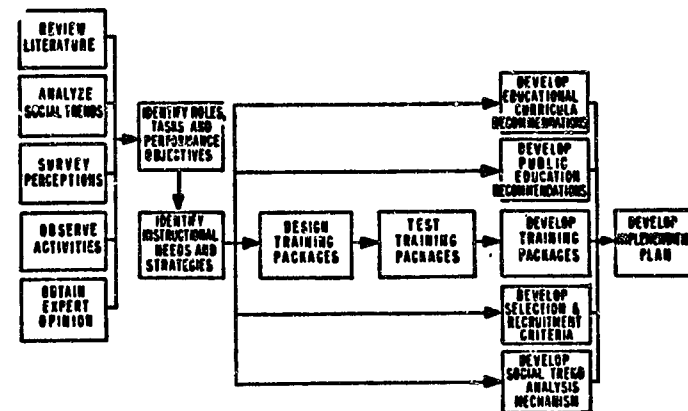 REVIEW
LITERATURE
ANALYZE
SOCIAL TRENDS
SURVEY
PERCEPTIONS
OBSERVE
ACTIVITIES
OBTAIN
EXPERT
OPINION
IDENTIFY ROLES,
TASKS AND
PERFORMANCE
OBJECTIVES
IDENTIFY
INSTRUCTIONAL
NEEDS AND
STRATEGIES
DESIGN
TRAINING
PACKAGES
TEST
TRAINING
PACKAGES
DEVELOP
EDUCATIONAL
CURRICULA
RECOMMENDATIONS
DEVELOP
PUBLIC
EDUCATION
RECOMMENDATIONS
DEVELOP
TRAINING
PACKAGES
DEVELOP
SELECTION &
RECRUITMENT
CRITERIA
DEVELOP
SOCIAL TREND
ANALYSIS
MECHANISM
DEVELOP
PLAN